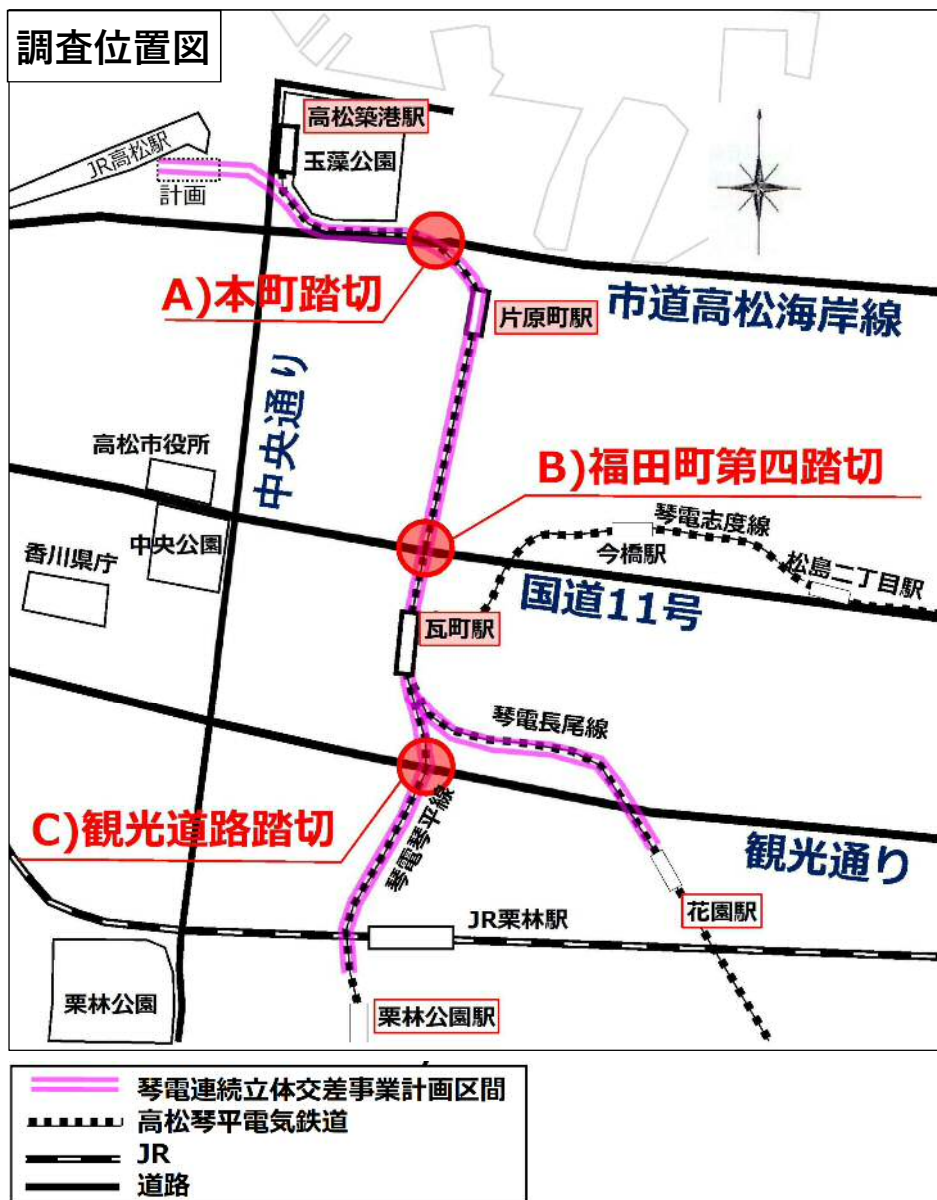 調査位置図
高松築港駅
JR高松駅
玉藻公園
計画
A)本町踏切
市道高松海岸線
片原町駅
中央通り
高松市役所
B)福田町第四踏切
琴電志度線
今橋駅
中央公園
香川県庁
松島二丁目駅
国道11号
瓦町駅
琴電長尾線
C)観光道路踏切
琴電琴平線
観光通り
花園駅
JR栗林駅
栗林公園
栗林公園駅
琴電連続立体交差事業計画区間
高松琴平電気鉄道
JR
道路